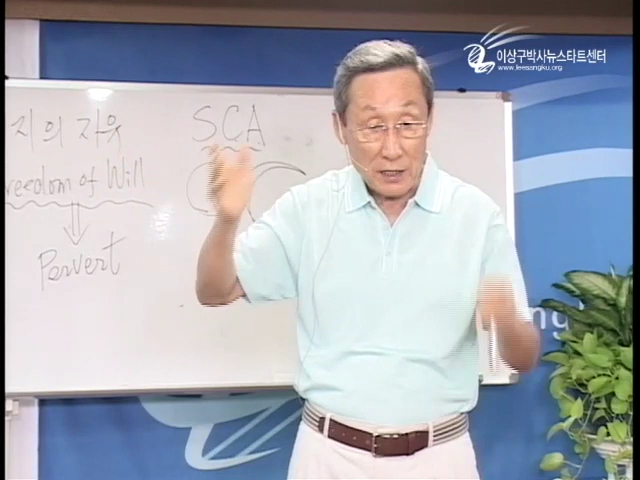 이상구박사뉴스타트센터
www.leesangku.org
지의 자유
SCA
reedom of Will
Pervert
ng